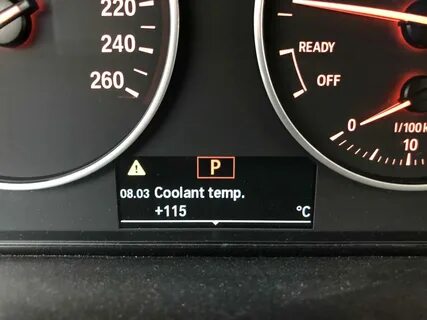 220
240
260
READY
OFF
0
l/100k
10
P
08.03 Coolant temp.
+115 °C